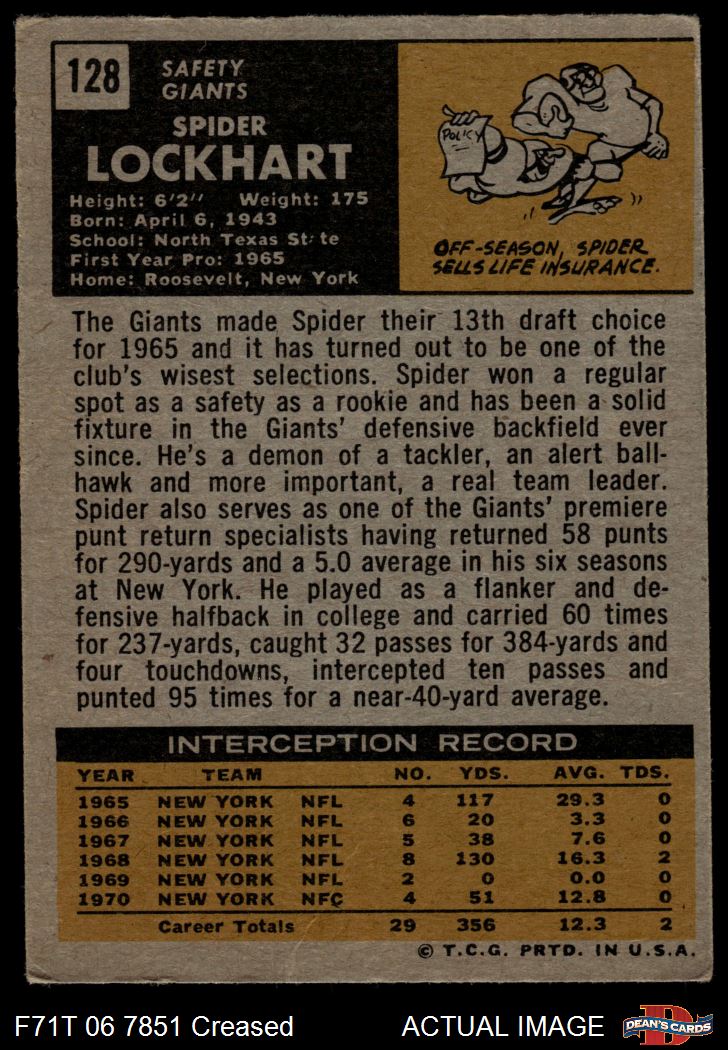 128
SAFETY
GIANTS
SPIDER
LOCKHART
Height: 6'2" Weight: 175
Born: April 6, 1943
School: North Texas State
First Year Pro: 1965
Home: Roosevelt, New York
POLICY
OFF-SEASON, SPIDER
SELLS LIFE INSURANCE.
The Giants made Spider their 13th draft choice
for 1965 and it has turned out to be one of the
club's wisest selections. Spider won a regular
spot as a safety as a rookie and has been a solid
fixture in the Giants' defensive backfield ever
since. He's a demon of a tackler, an alert ball-
hawk and more important, a real team leader.
Spider also serves as one of the Giants' premiere
punt return specialists having returned 58 punts
for 290-yards and a 5.0 average in his six seasons
at New York. He played as a flanker and de-
fensive halfback in college and carried 60 times
for 237-yards, caught 32 passes for 384-yards and
four touchdowns, intercepted ten passes and
punted 95 times for a near-40-yard average.
INTERCEPTION RECORD
YEAR TEAM NO. YDS. AVG. TDS.
1965 NEW YORK NFL 4 117 29.3 0
1966 NEW YORK NFL 6 20 3.3 0
1967 NEW YORK NFL 5 38 7.6 0
1968 NEW YORK NFL 8 130 16.3 2
1969 NEW YORK NFL 2 0 0.0 0
1970 NEW YORK NFC 4 51 12.8 0
Career Totals 29 356 12.3 2
© T.C.G. PRTD. IN U.S.A.
F71T 06 7851 Creased ACTUAL IMAGE
D
DEAN'S CARDS